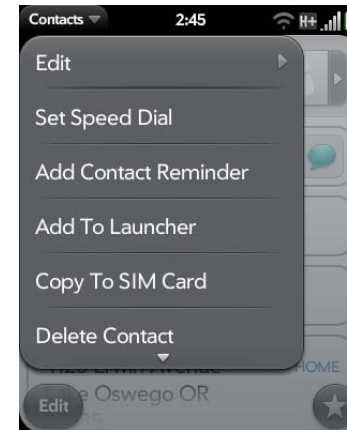 Contacts 2:45 H+
Edit
Set Speed Dial
Add Contact Reminder
Add To Launcher
Copy To SIM Card
Delete Contact
HOME
Oswego OR
Edit